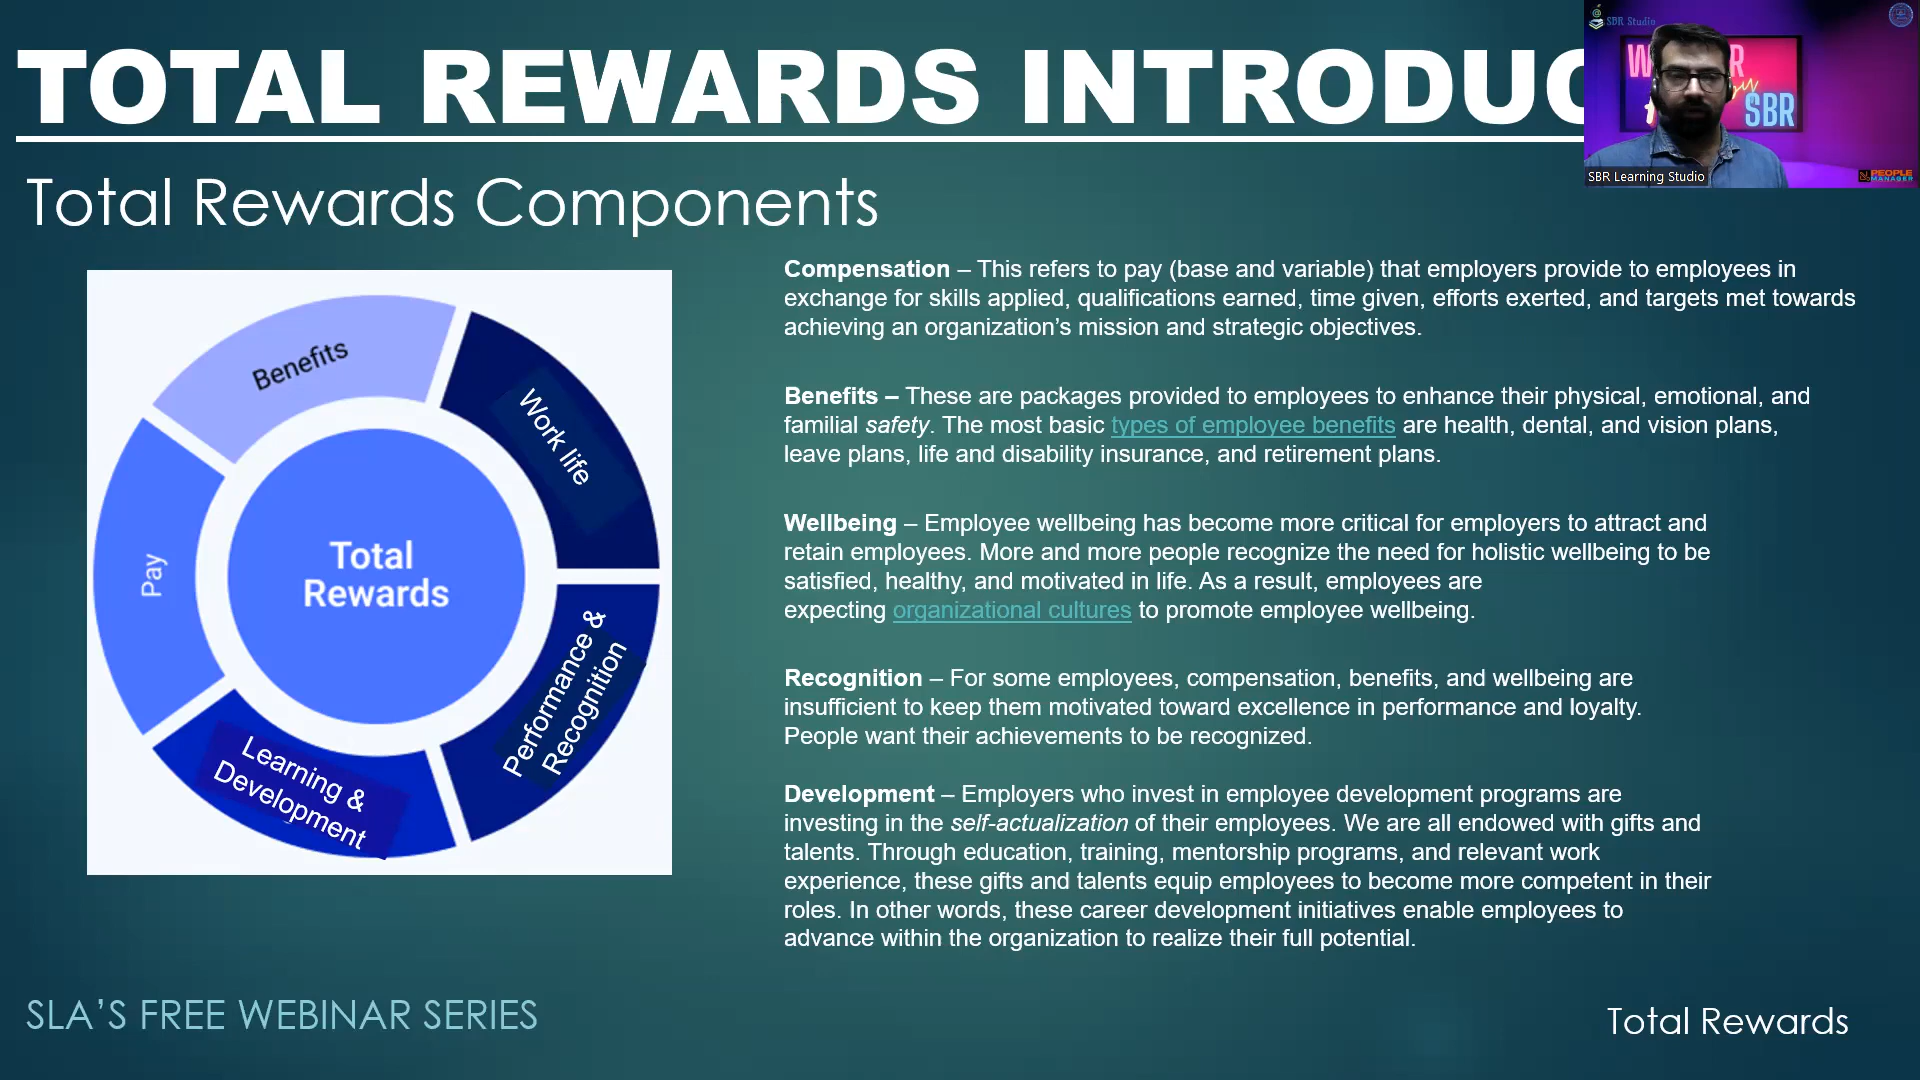 TOTAL REWARDS INTRODUC
SBR Studio
SBR
SBR Learning Studio
PEOPLE
MANAGER
Total Rewards Components
Benefits
Work life
Pay
Total
Rewards
Performance &
Recognition
Learning &
Development
Compensation – This refers to pay (base and variable) that employers provide to employees in
exchange for skills applied, qualifications earned, time given, efforts exerted, and targets met towards
achieving an organization’s mission and strategic objectives.
Benefits – These are packages provided to employees to enhance their physical, emotional, and
familial safety. The most basic types of employee benefits are health, dental, and vision plans,
leave plans, life and disability insurance, and retirement plans.
Wellbeing – Employee wellbeing has become more critical for employers to attract and
retain employees. More and more people recognize the need for holistic wellbeing to be
satisfied, healthy, and motivated in life. As a result, employees are
expecting organizational cultures to promote employee wellbeing.
Recognition – For some employees, compensation, benefits, and wellbeing are
insufficient to keep them motivated toward excellence in performance and loyalty.
People want their achievements to be recognized.
Development – Employers who invest in employee development programs are
investing in the self-actualization of their employees. We are all endowed with gifts and
talents. Through education, training, mentorship programs, and relevant work
experience, these gifts and talents equip employees to become more competent in their
roles. In other words, these career development initiatives enable employees to
advance within the organization to realize their full potential.
SLA’S FREE WEBINAR SERIES
Total Rewards